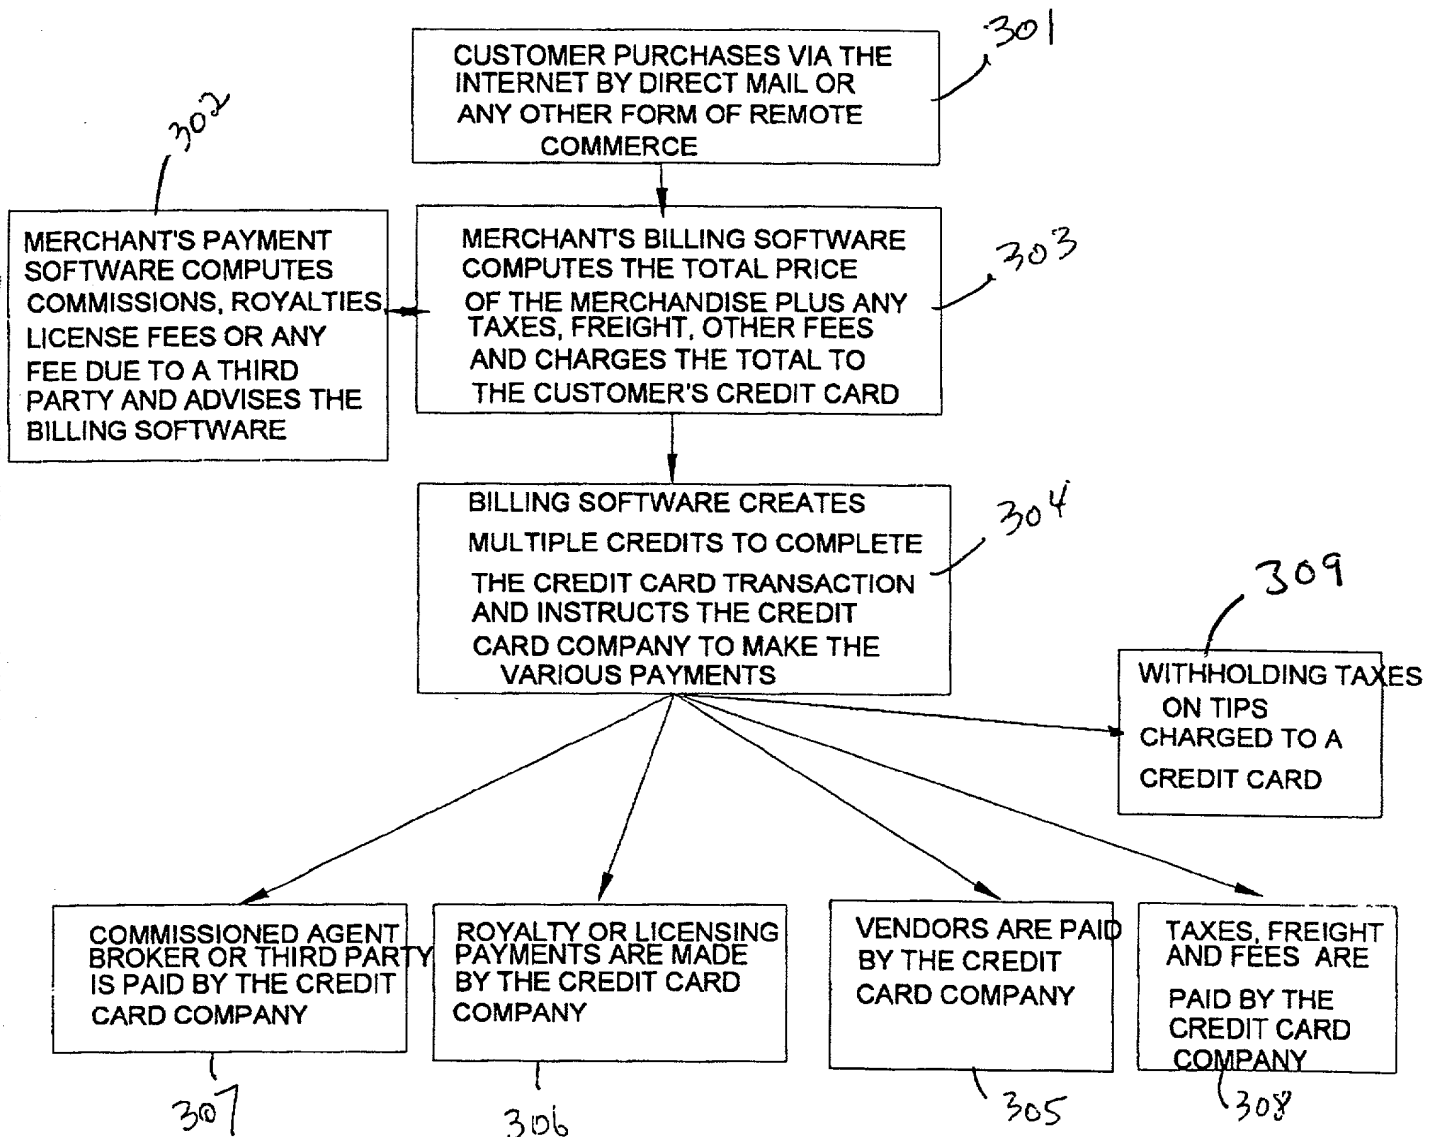 301
CUSTOMER PURCHASES VIA THE
INTERNET BY DIRECT MAIL OR
ANY OTHER FORM OF REMOTE
COMMERCE
302
MERCHANT'S PAYMENT
SOFTWARE COMPUTES
COMMISSIONS, ROYALTIES
LICENSE FEES OR ANY
FEE DUE TO A THIRD
PARTY AND ADVISES THE
BILLING SOFTWARE
303
MERCHANT'S BILLING SOFTWARE
COMPUTES THE TOTAL PRICE
OF THE MERCHANDISE PLUS ANY
TAXES, FREIGHT, OTHER FEES
AND CHARGES THE TOTAL TO
THE CUSTOMER'S CREDIT CARD
304
BILLING SOFTWARE CREATES
MULTIPLE CREDITS TO COMPLETE
THE CREDIT CARD TRANSACTION
AND INSTRUCTS THE CREDIT
CARD COMPANY TO MAKE THE
VARIOUS PAYMENTS
309
WITHHOLDING TAXES
ON TIPS
CHARGED TO A
CREDIT CARD
COMMISSIONED AGENT
BROKER OR THIRD PARTY
IS PAID BY THE CREDIT
CARD COMPANY
307
ROYALTY OR LICENSING
PAYMENTS ARE MADE
BY THE CREDIT CARD
COMPANY
306
VENDORS ARE PAID
BY THE CREDIT
CARD COMPANY
305
TAXES, FREIGHT
AND FEES ARE
PAID BY THE
CREDIT CARD
COMPANY
308